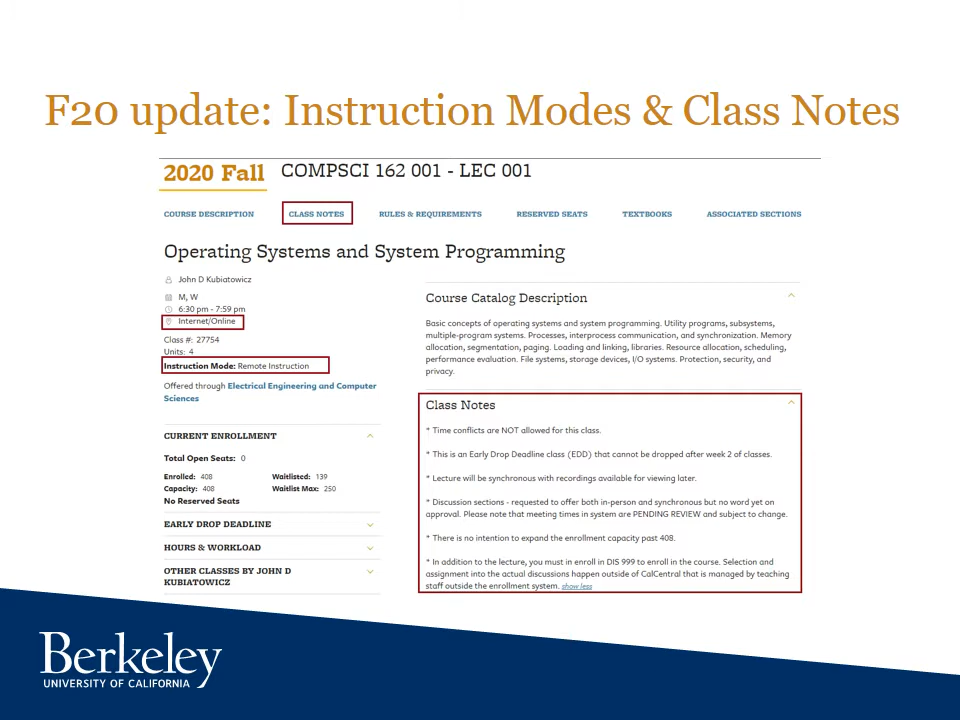 F20 update: Instruction Modes & Class Notes
2020 Fall COMPSCI 162 001 - LEC 001
COURSE DESCRIPTION CLASS NOTES RULES & REQUIREMENTS RESERVED SEATS TEXTBOOKS ASSOCIATED SECTIONS
Operating Systems and System Programming
John D Kubiatowicz
M, W
6:30 pm - 7:59 pm
Internet/Online
Class #: 27754
Units: 4
Instruction Mode: Remote Instruction
Offered through Electrical Engineering and Computer
Sciences
CURRENT ENROLLMENT
Total Open Seats: 0
Enrolled: 408 Waitlisted: 139
Capacity: 408 Waitlist Max: 250
No Reserved Seats
EARLY DROP DEADLINE
HOURS & WORKLOAD
OTHER CLASSES BY JOHN D
KUBIATOWICZ
Course Catalog Description
Basic concepts of operating systems and system programming. Utility programs, subsystems,
multiple-program systems. Processes, interprocess communication, and synchronization. Memory
allocation, segmentation, paging. Loading and linking, libraries. Resource allocation, scheduling,
performance evaluation. File systems, storage devices, I/O systems. Protection, security, and
privacy.
Class Notes
* Time conflicts are NOT allowed for this class.
* This is an Early Drop Deadline class (EDD) that cannot be dropped after week 2 of classes.
* Lecture will be synchronous with recordings available for viewing later.
* Discussion sections - requested to offer both in-person and synchronous but no word yet on
approval. Please note that meeting times in system are PENDING REVIEW and subject to change.
* There is no intention to expand the enrollment capacity past 408.
* In addition to the lecture, you must in enroll in DIS 999 to enroll in the course. Selection and
assignment into the actual discussions happen outside of CalCentral that is managed by teaching
staff outside the enrollment system. show less
Berkeley
UNIVERSITY OF CALIFORNIA